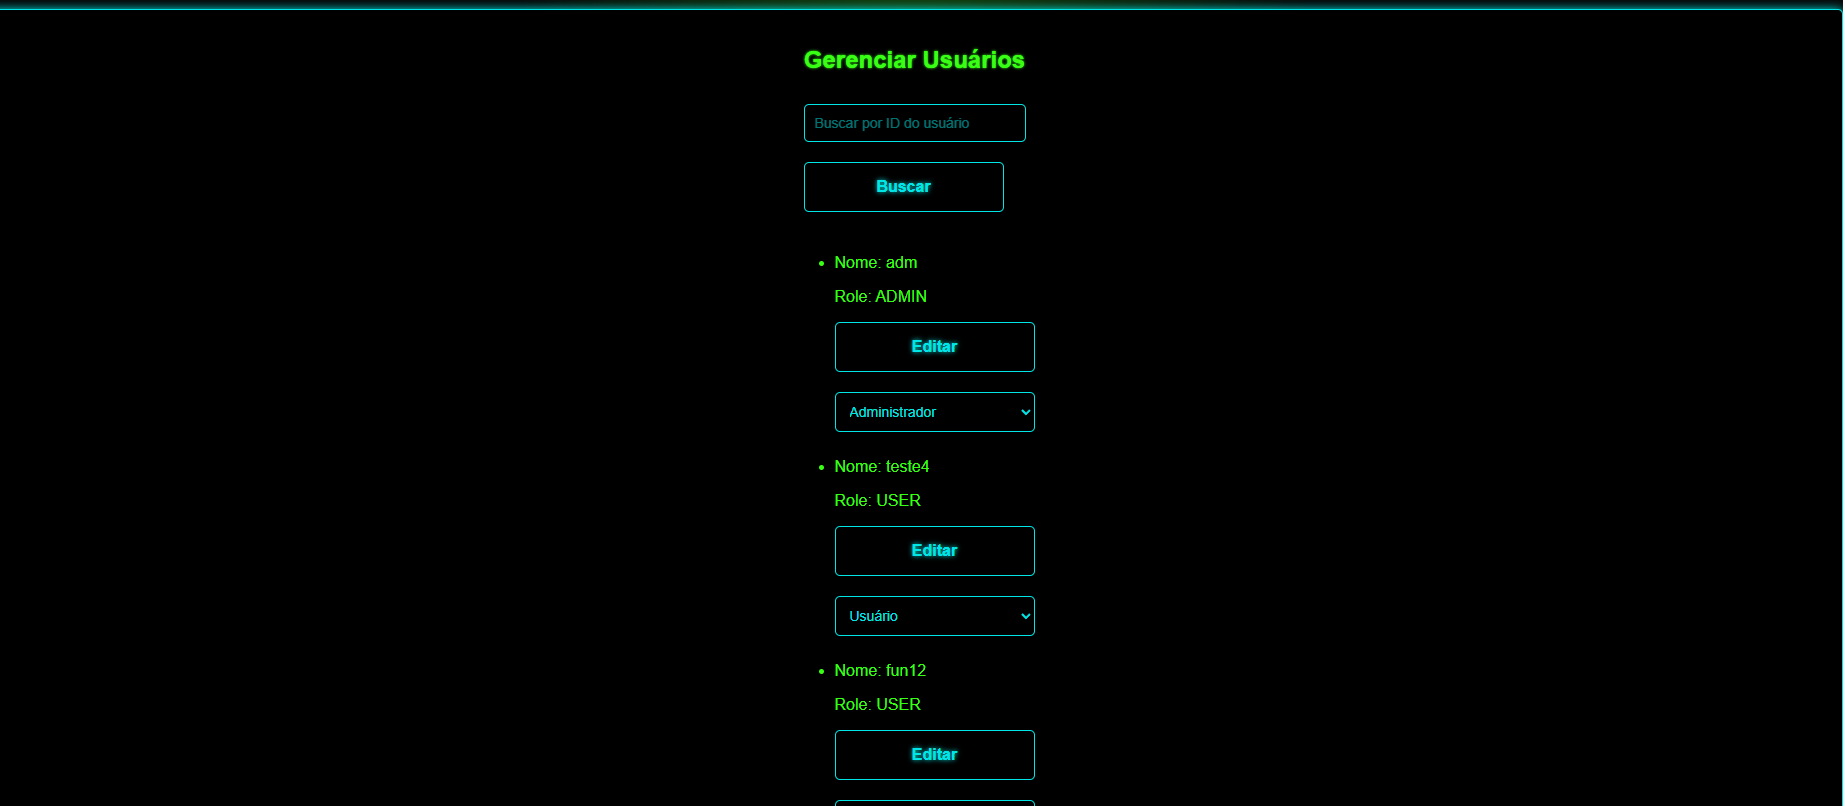 Gerenciar Usuários
Buscar por ID do usuário
Buscar
Nome: adm
Role: ADMIN
Editar
Administrador
Nome: teste4
Role: USER
Editar
Usuário
Nome: fun12
Role: USER
Editar